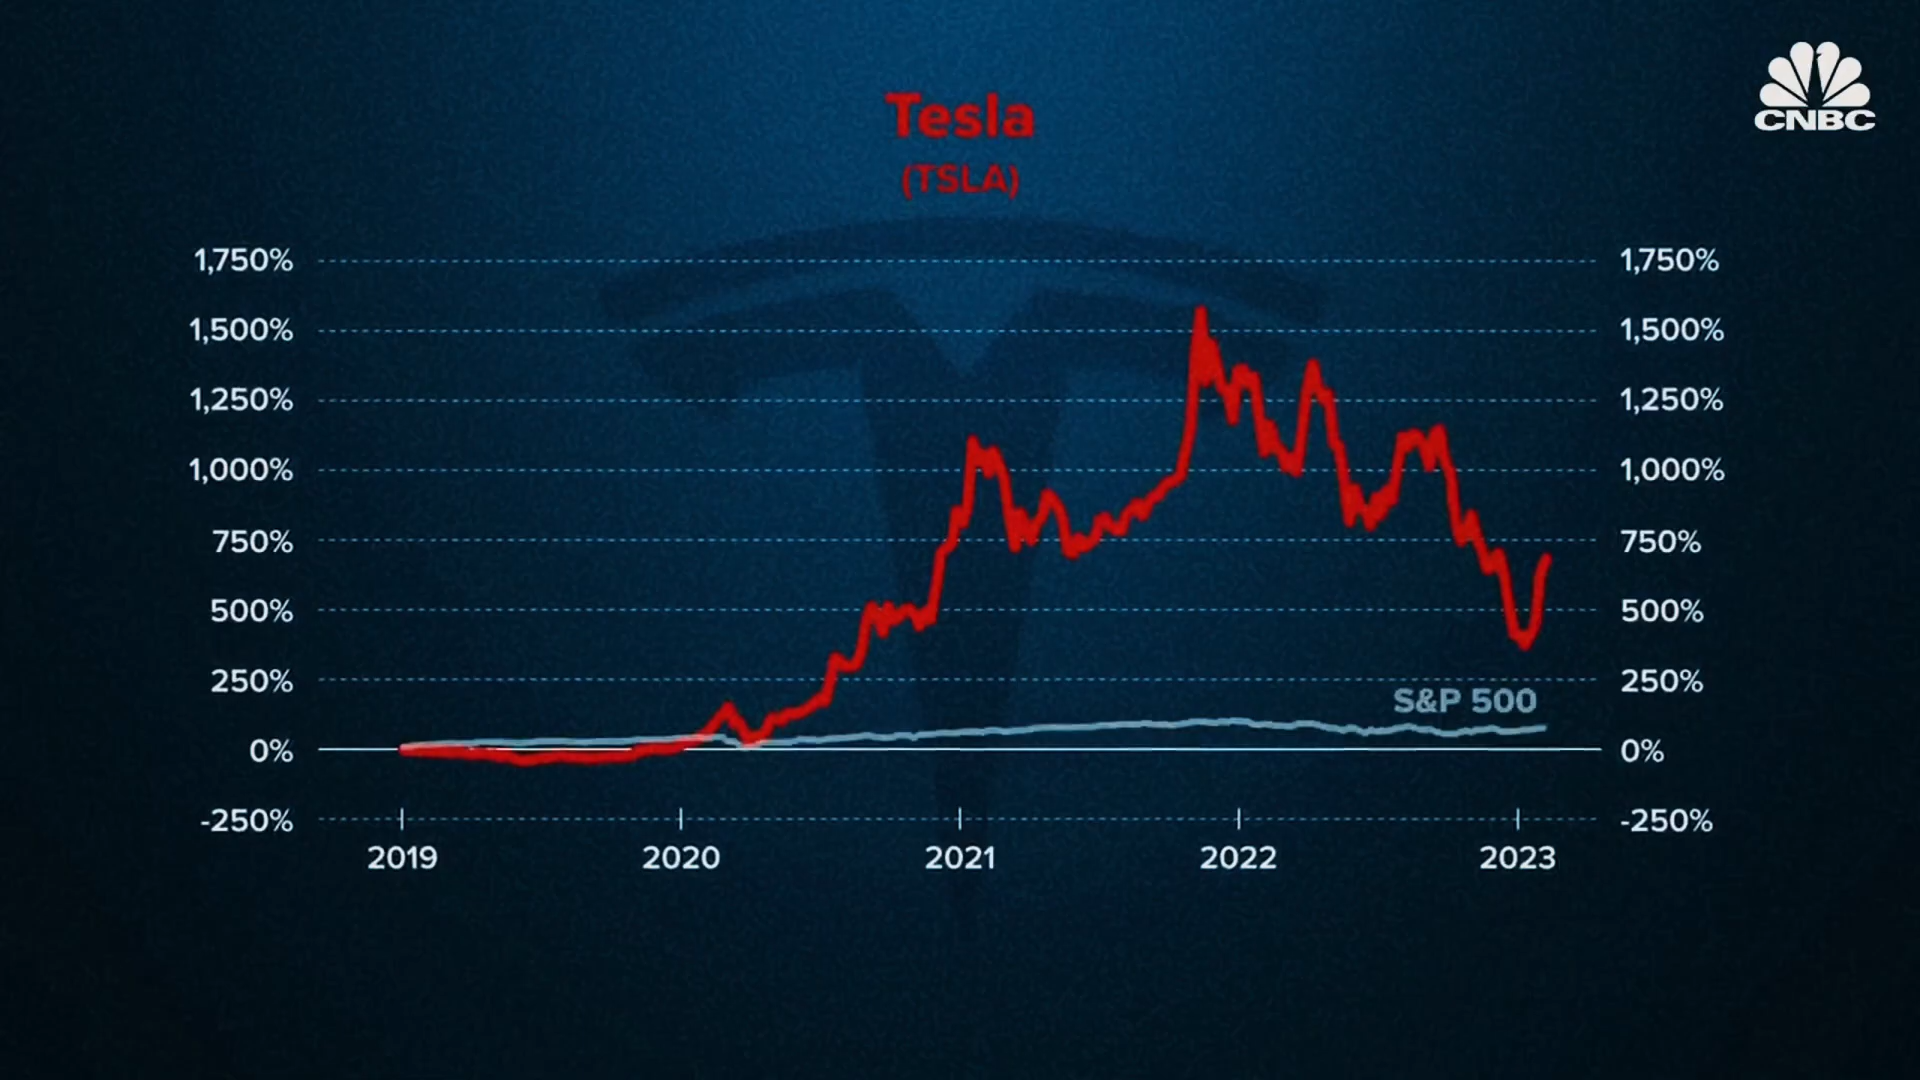 CNBC
Tesla
(TSLA)
1,750% 1,750%
1,500% 1,500%
1,250% 1,250%
1,000% 1,000%
750% 750%
500% 500%
250% 250%
S&P 500
0% 0%
-250% -250%
2019 2020 2021 2022 2023